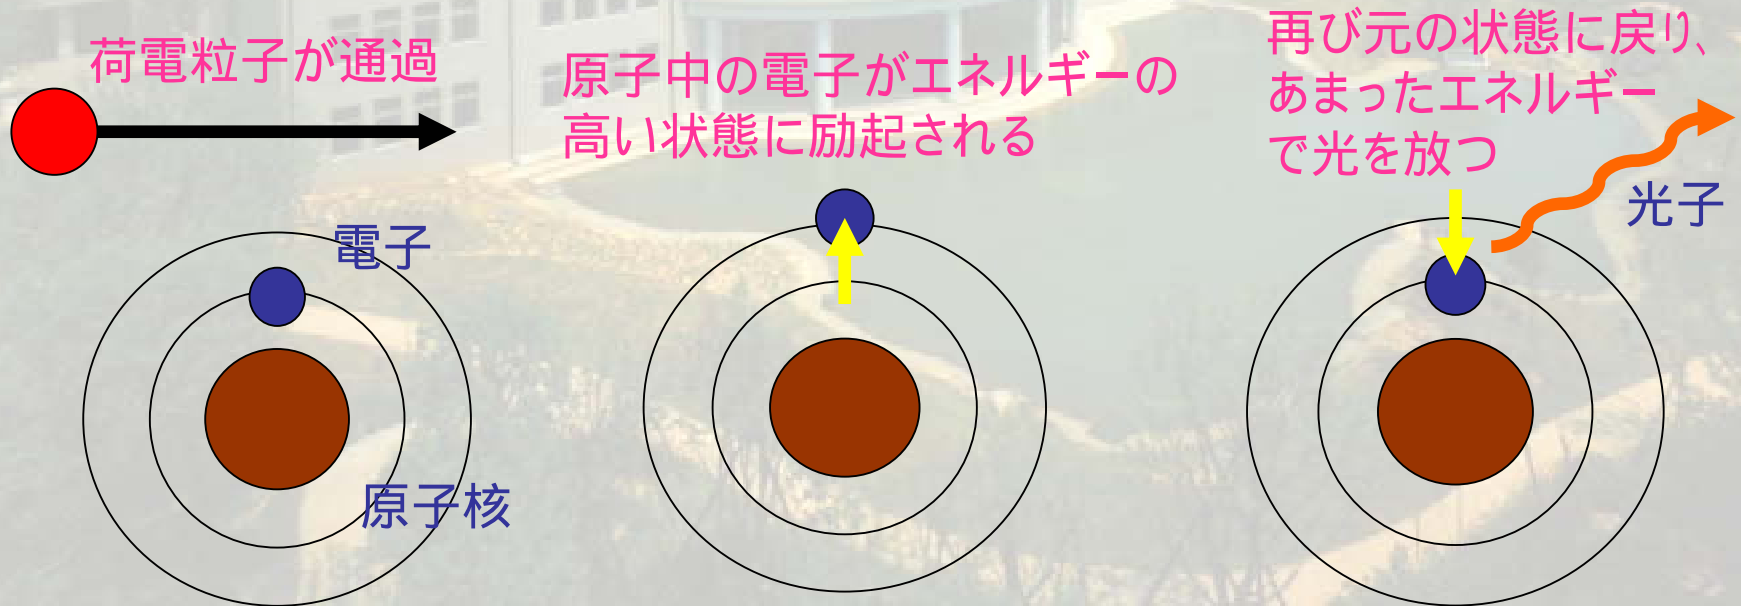 荷電粒子が通過
電子
原子核
原子中の電子がエネルギーの
高い状態に励起される
再び元の状態に戻り、
あまったエネルギー
で光を放つ
光子